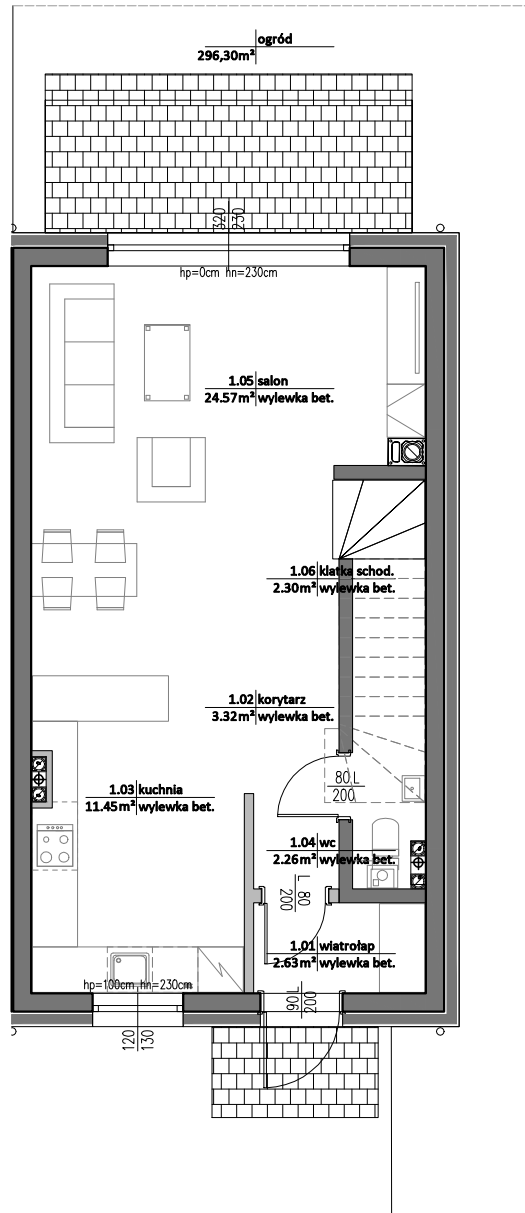 ogród
296,30m²
320
230
hp=0cm hn=230cm
1.05 salon
24.57m² wylewka bet.
1.06 klatka schod.
2.30m² wylewka bet.
1.02 korytarz
3.32m² wylewka bet.
80 L
200
1.03 kuchnia
11.45m² wylewka bet.
1.04 wc
2.26m² wylewka bet.
L 80
200
1.01 wiatrołap
2.63m² wylewka bet.
hp=100cm hn=230cm
90L
200
120
130